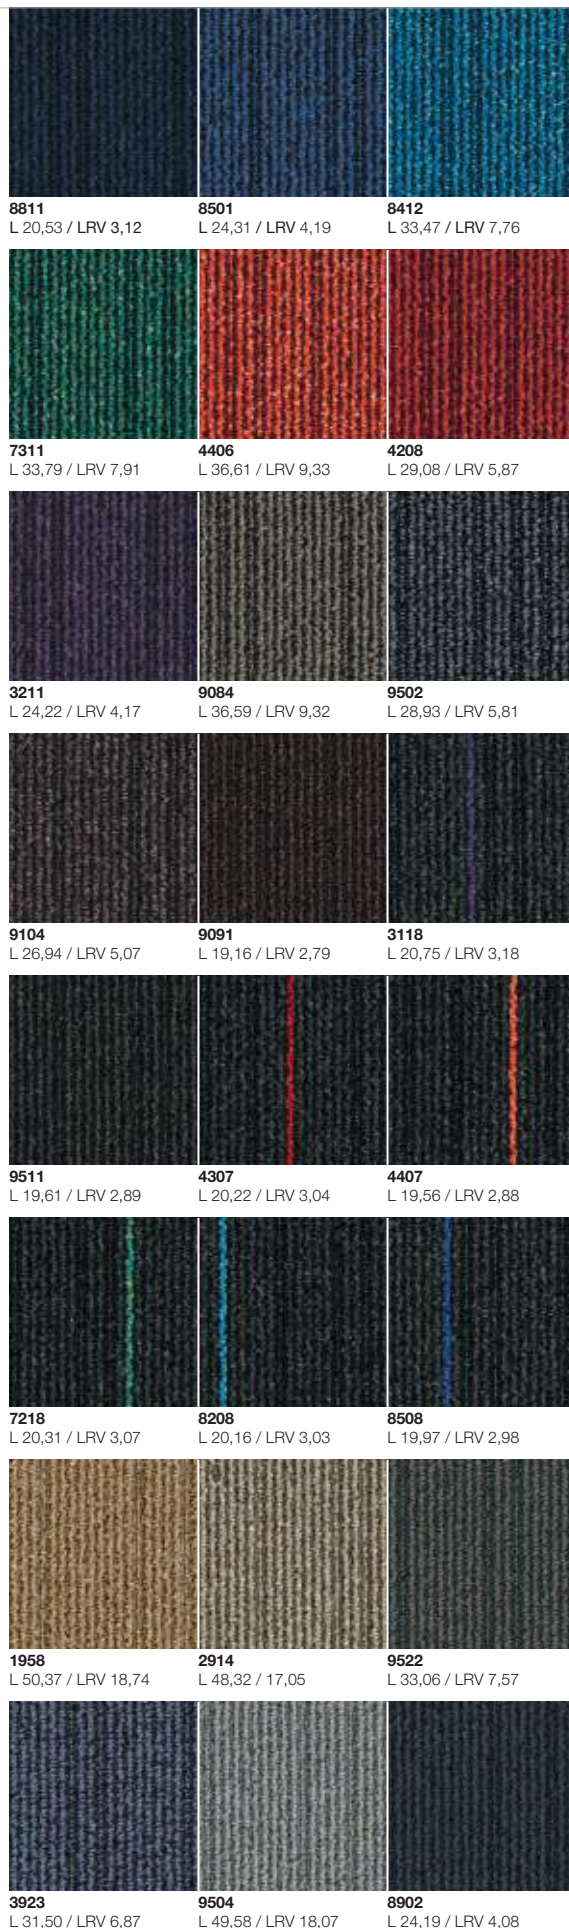 8811 8501 8412
L 20,53 / LRV 3,12 L 24,31 / LRV 4,19 L 33,47 / LRV 7,76
7311 4406 4208
L 33,79 / LRV 7,91 L 36,61 / LRV 9,33 L 29,08 / LRV 5,87
3211 9084 9502
L 24,22 / LRV 4,17 L 36,59 / LRV 9,32 L 28,93 / LRV 5,81
9104 9091 3118
L 26,94 / LRV 5,07 L 19,16 / LRV 2,79 L 20,75 / LRV 3,18
9511 4307 4407
L 19,61 / LRV 2,89 L 20,22 / LRV 3,04 L 19,56 / LRV 2,88
7218 8208 8508
L 20,31 / LRV 3,07 L 20,16 / LRV 3,03 L 19,97 / LRV 2,98
1958 2914 9522
L 50,37 / LRV 18,74 L 48,32 / 17,05 L 33,06 / LRV 7,57
3923 9504 8902
L 31,50 / LRV 6,87 L 49,58 / LRV 18,07 L 24,19 / LRV 4,08